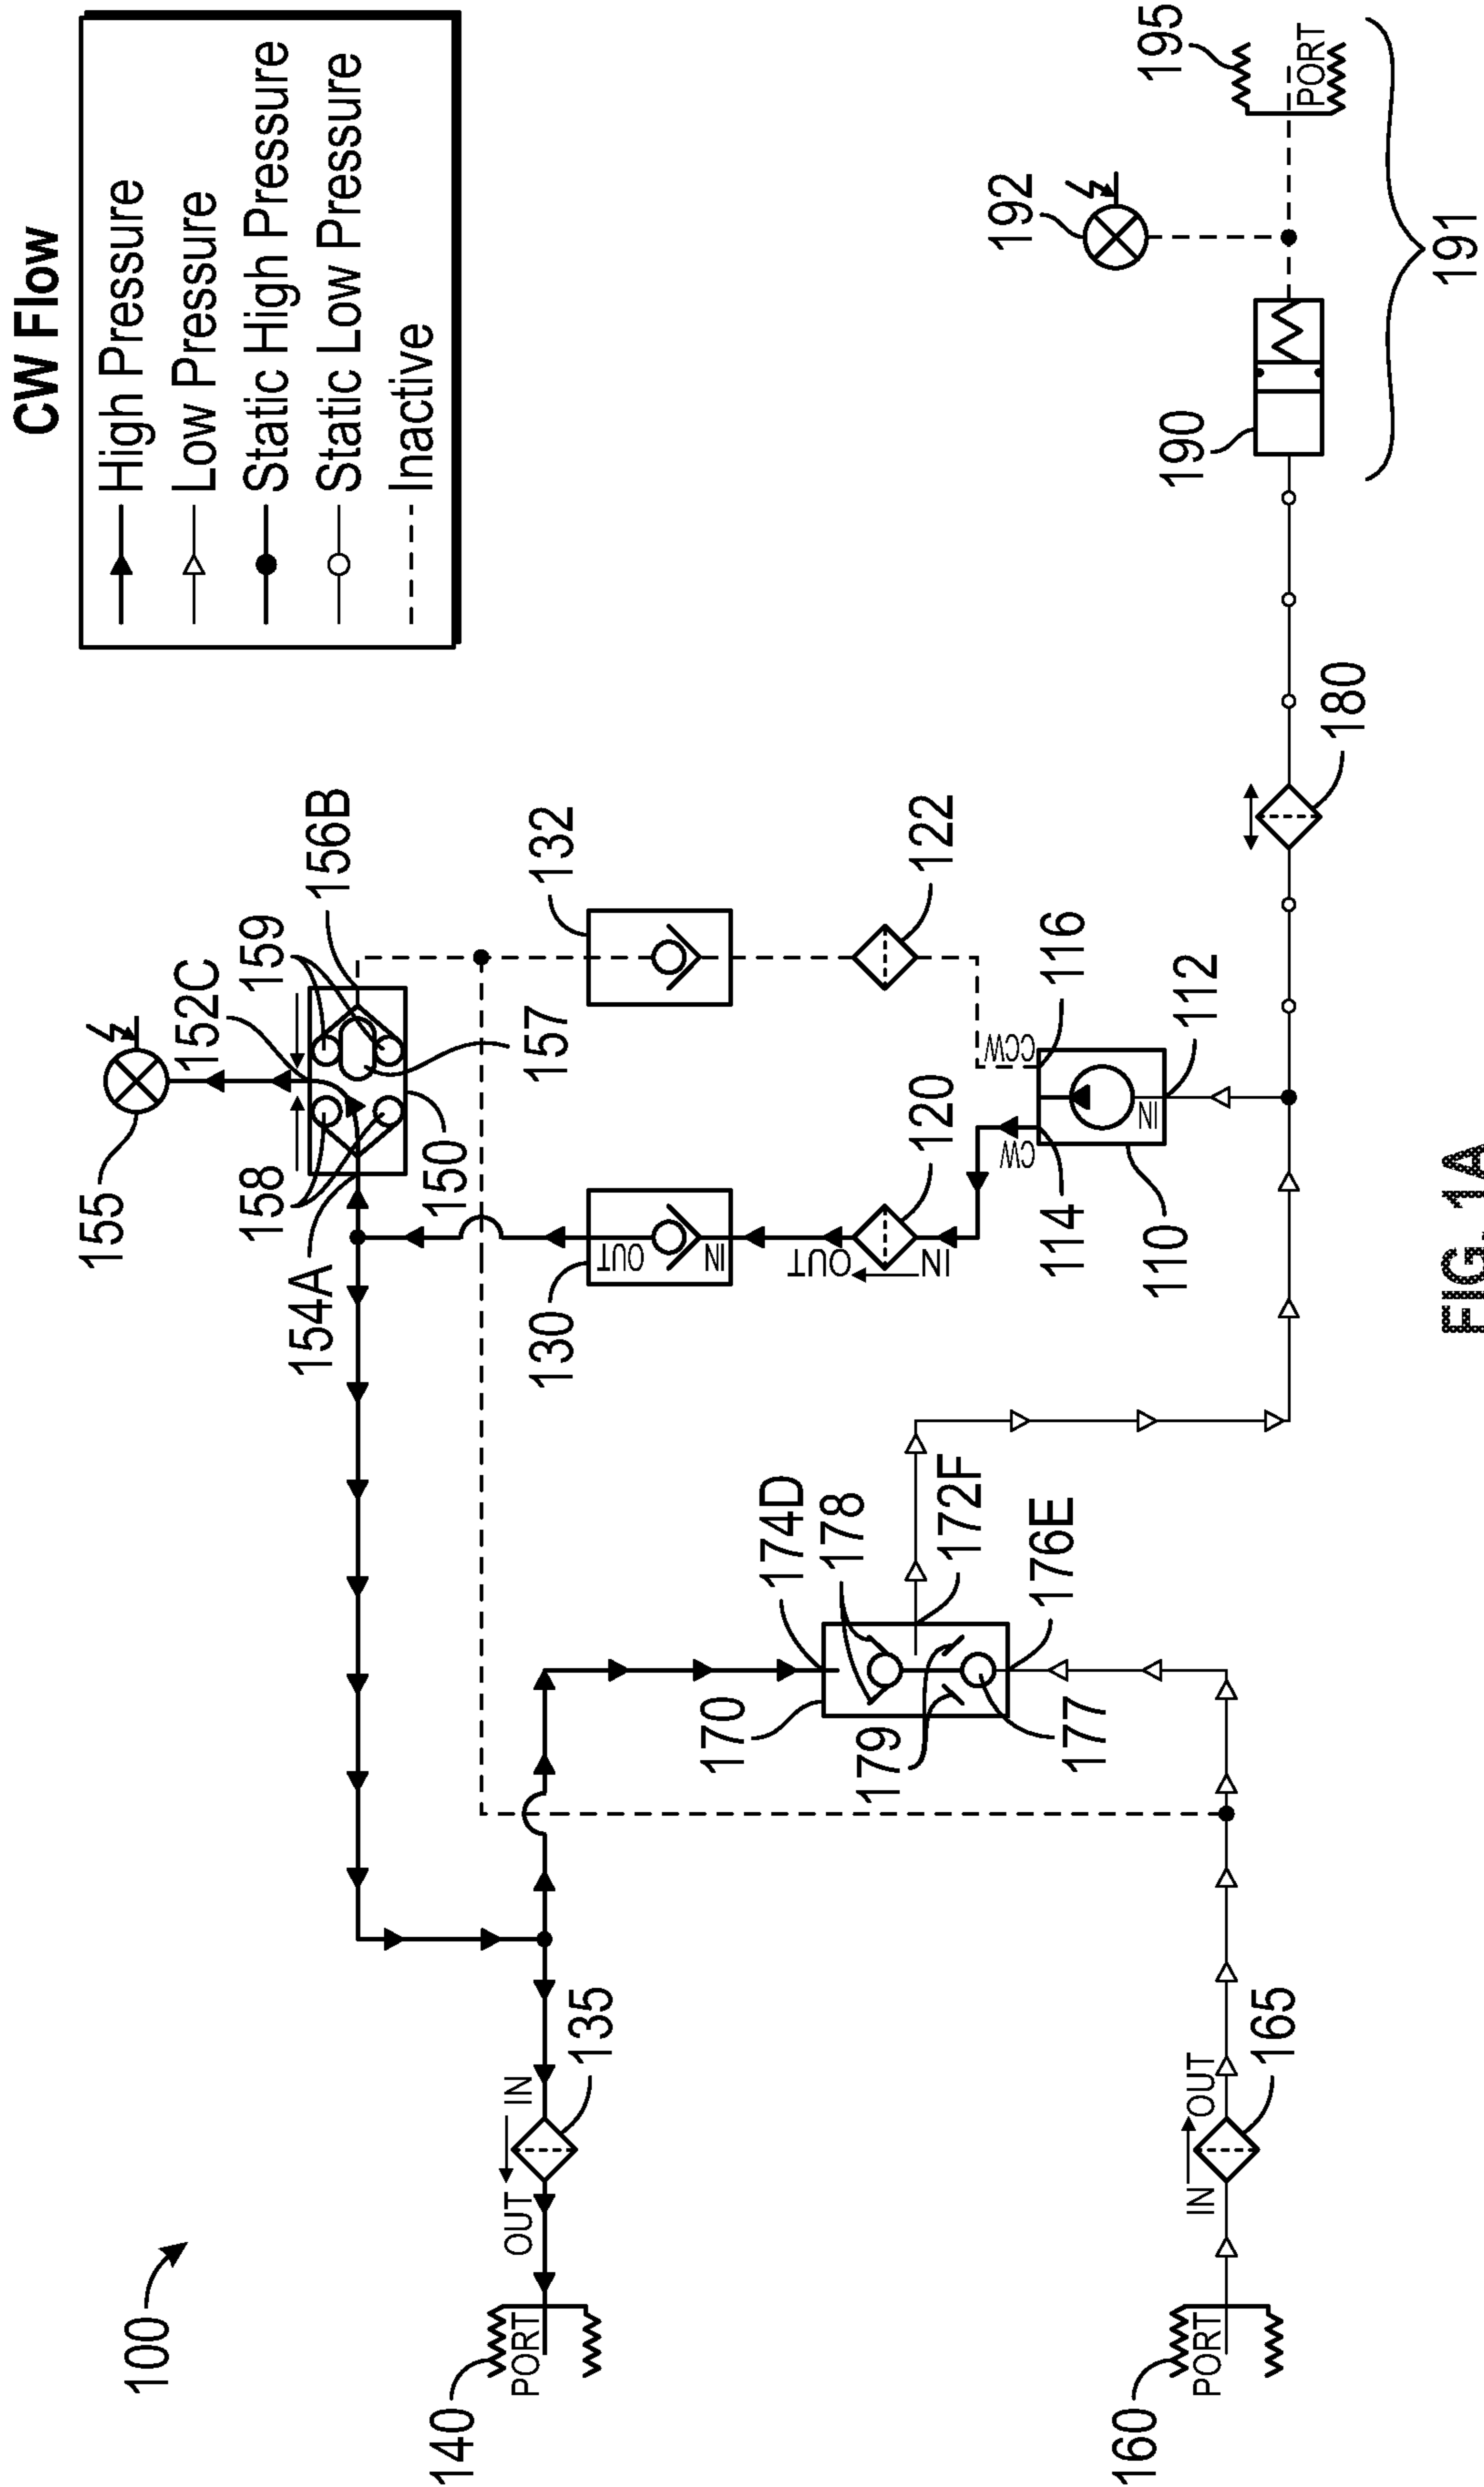 CW Flow
High Pressure
Low Pressure
Static High Pressure
Static Low Pressure
Inactive
100
155
152C
159
156B
158
154A
150
157
132
130
OUT
IN
122
120
OUT
IN
CW
CCW
116
114
110
IN
112
140
PORT
OUT
IN
135
170
174D
178
172F
179
177
176E
160
PORT
IN
OUT
165
180
190
192
195
PORT
191
FIG. 1A